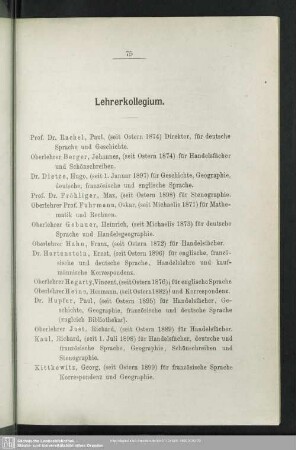 75
Lehrerkollegium.
Prof. Dr. Rachel, Paul, (seit Ostern 1874) Direktor, für deutsche
Sprache und Geschichte.
Oberlehrer Berger, Johannes, (seit Ostern 1874) für Handelsfächer
und Schönschreiben.
Dr. Dietze, Hugo, (seit 1. Januar 1897) für Geschichte, Geographie,
deutsche, französische und englische Sprache.
Prof. Dr. Fröhliger, Max, (seit Ostern 1898) für Stenographie.
Oberlehrer Prof. Fuhrmann, Oskar, (seit Michaelis 1871) für Mathe-
matik und Rechnen.
Oberlehrer Gebauer, Heinrich, (seit Michaelis 1873) für deutsche
Sprache und Handelsgeographie.
Oberlehrer Hahn, Franz, (seit Ostern 1872) für Handelsfächer.
Dr. Hartenstein, Ernst, (seit Ostern 1890) für englische, franzö-
sische und deutsche Sprache, Handelslehre und kauf-
männische Korrespondenz.
Oberlehrer Hegarty, Vincent, (seit Ostern 1876), für englische Sprache
Oberlehrer Heinz, Hermann, (seit Ostern 1882) und Korrespondenz.
Dr. Hupfer, Paul, (seit Ostern 1895) für Handelsfächer, Ge-
schichte, Geographie, französische und deutsche Sprache
(zugleich Bibliothekar).
Oberlehrer Just, Richard, (seit Ostern 1889) für Handelsfächer.
Kaul, Richard, (seit 1. Juli 1898) für Handelsfächer, deutsche und
französische Sprache, Geographie, Schönschreiben und
Stenographie.
Kittkewitz, Georg, (seit Ostern 1899) für französische Sprache
Korrespondenz und Geographie.